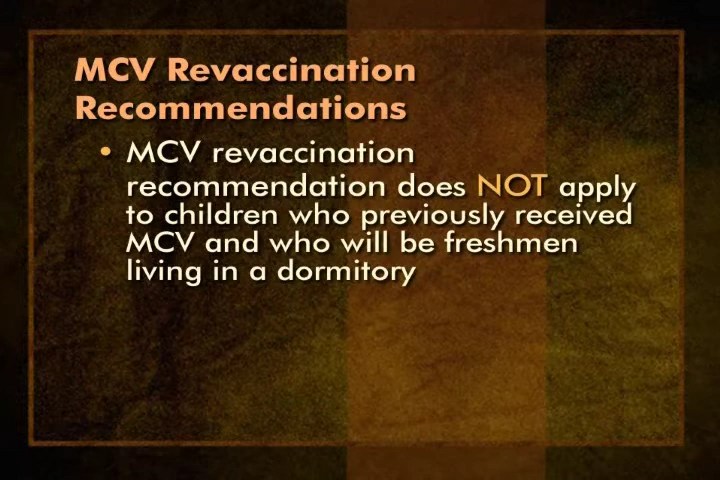 MCV Revaccination
Recommendations
• MCV revaccination
recommendation does NOT apply
to children who previously received
MCV and who will be freshmen
living in a dormitory